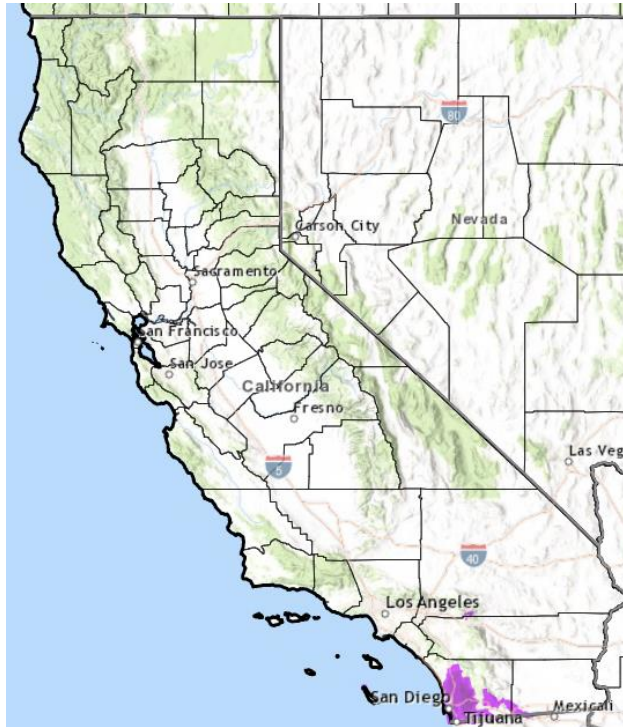 80
Nevada
Carson City
Sacramento
San Francisco
San Jose
California
Fresno
Las Veg
5
40
Los Angeles
San Diego
Mexicali
Tijuana